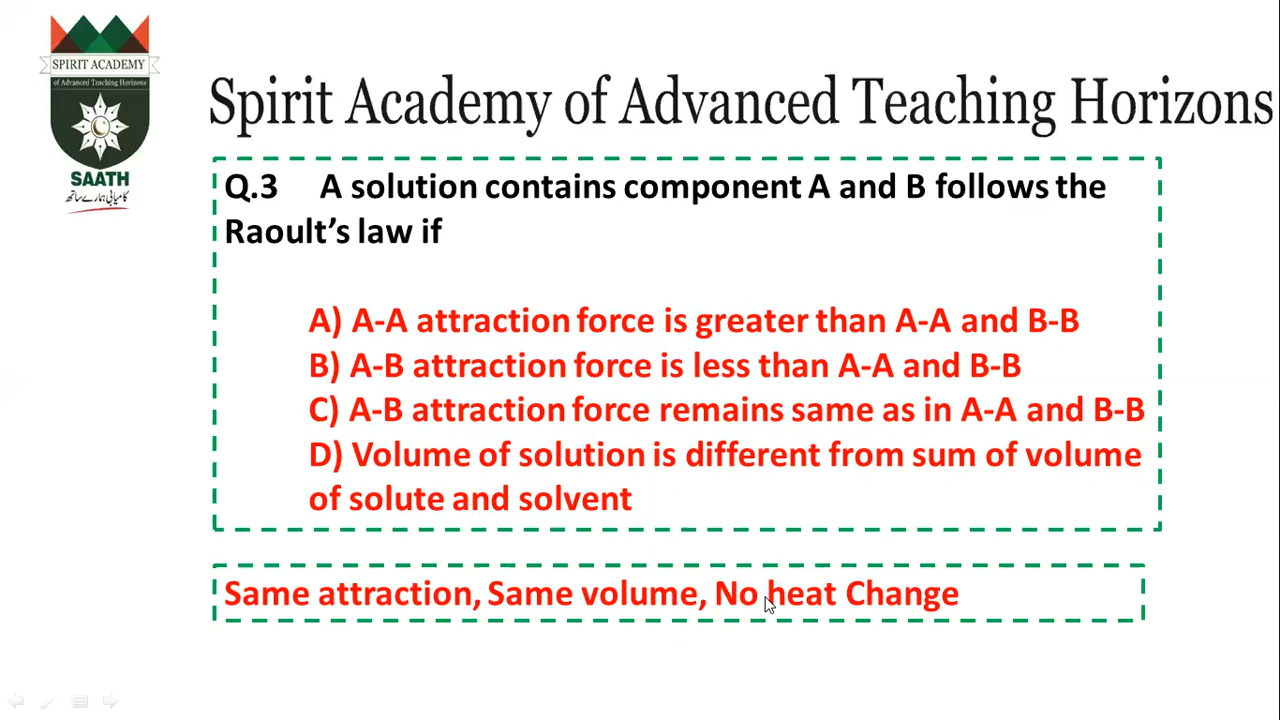 SPIRIT ACADEMY
of Advanced Teaching Horizons
SAATH
کامیابی ہمارے ساتھ
Spirit Academy of Advanced Teaching Horizons
Q.3 A solution contains component A and B follows the
Raoult’s law if
A) A-A attraction force is greater than A-A and B-B
B) A-B attraction force is less than A-A and B-B
C) A-B attraction force remains same as in A-A and B-B
D) Volume of solution is different from sum of volume
of solute and solvent
Same attraction, Same volume, No heat Change